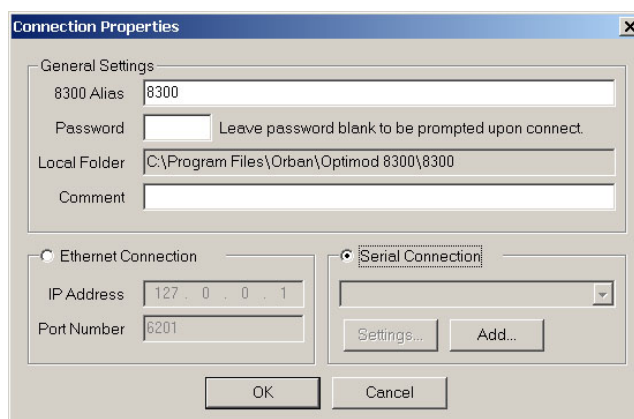 Connection Properties
General Settings
8300 Alias 8300
Password Leave password blank to be prompted upon connect.
Local Folder C:\Program Files\Orban\Optimod 8300\8300
Comment
Ethernet Connection
IP Address 127 . 0 . 0 . 1
Port Number 6201
Serial Connection
Settings... Add...
OK Cancel